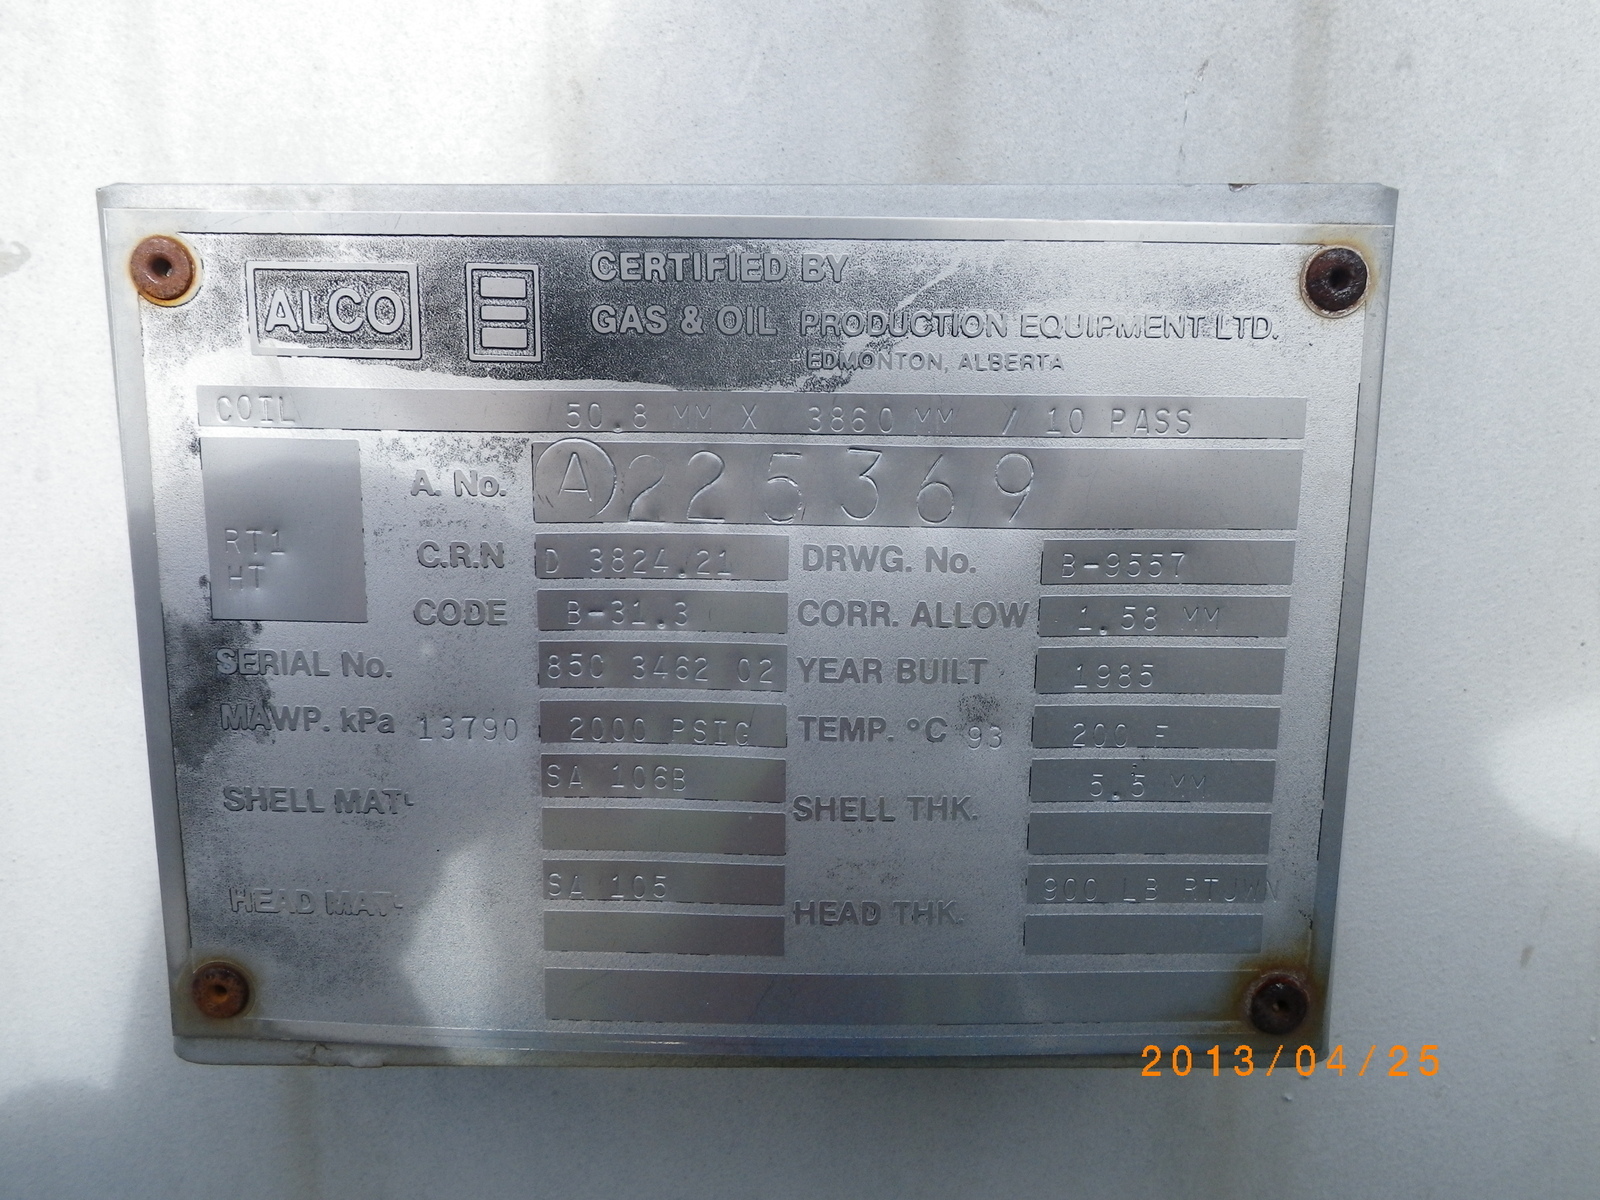 ALCO
CERTIFIED BY
GAS & OIL PRODUCTION EQUIPMENT LTD.
EDMONTON, ALBERTA
COIL 50.8 MM X 3860 MM / 10 PASS
A. No. A 225369
RT1
HT
C.R.N D 3824.21 DRWG. No. B-9557
CODE B-31.3 CORR. ALLOW 1.58 MM
SERIAL No. 85C 3462 02 YEAR BUILT 1985
MAWP. kPa 13790 2000 PSIG TEMP. °C 93 200 F
SHELL MAT'L SA 106B SHELL THK. 5.5 MM
HEAD MAT'L SA 105 HEAD THK. 900 LB RTJWN
2013/04/25